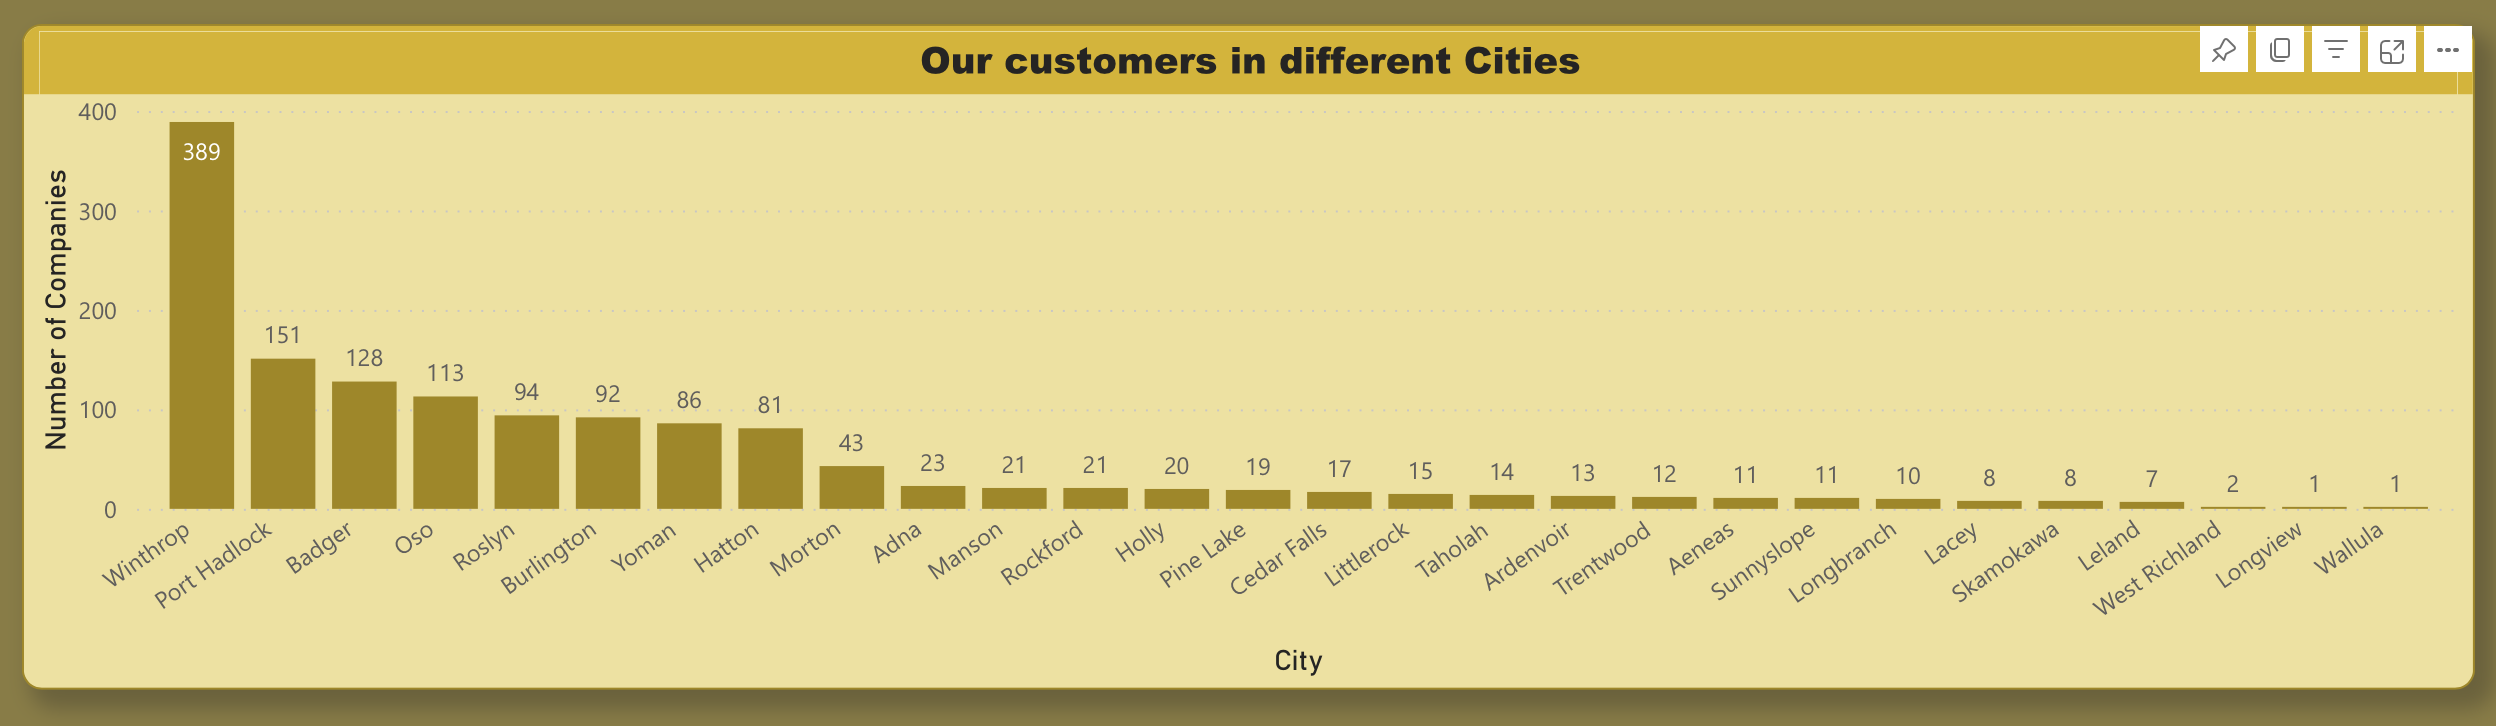 Our customers in different Cities
Number of Companies
400
300
200
100
0
389
151
128
113
94
92
86
81
43
23
21
21
20
19
17
15
14
13
12
11
11
10
8
8
7
2
1
1
Winthrop
Port Hadlock
Badger
Oso
Roslyn
Burlington
Yoman
Hatton
Morton
Adna
Manson
Rockford
Holly
Pine Lake
Cedar Falls
Littlerock
Taholah
Ardenvoir
Trentwood
Aeneas
Sunnyslope
Longbranch
Lacey
Skamokawa
Leland
West Richland
Longview
Wallula
City